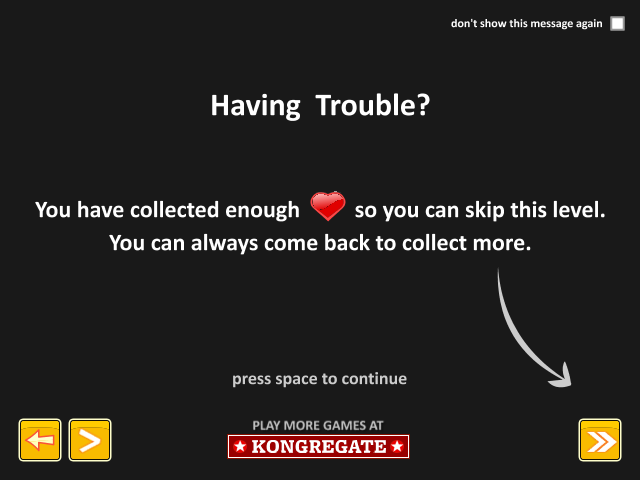 don't show this message again
Having Trouble?
You have collected enough so you can skip this level.
You can always come back to collect more.
press space to continue
PLAY MORE GAMES AT
KONGREGATE